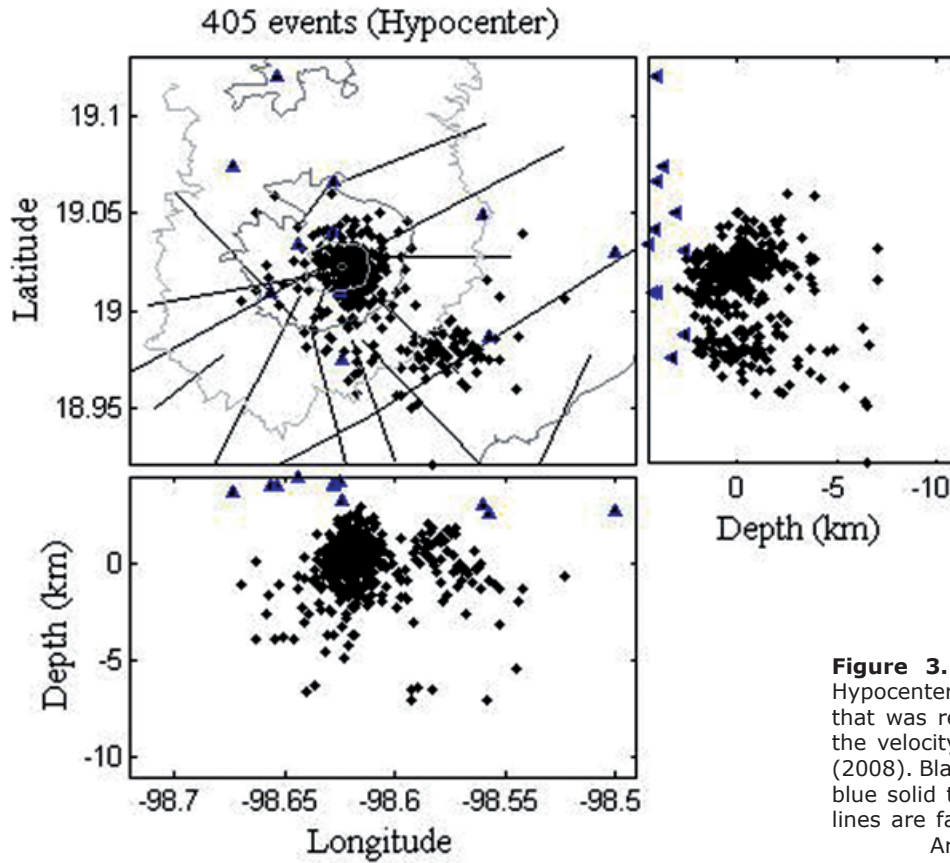 405 events (Hypocenter)
19.1
19.05
19
18.95
Latitude
0
-5
-10
Depth (km)
0
-5
-10
Depth (km)
-98.7
-98.65
-98.6
-98.55
-98.5
Longitude
Figure 3.
Hypocenter
that was re
the velocity
(2008). Bla
blue solid t
lines are fa